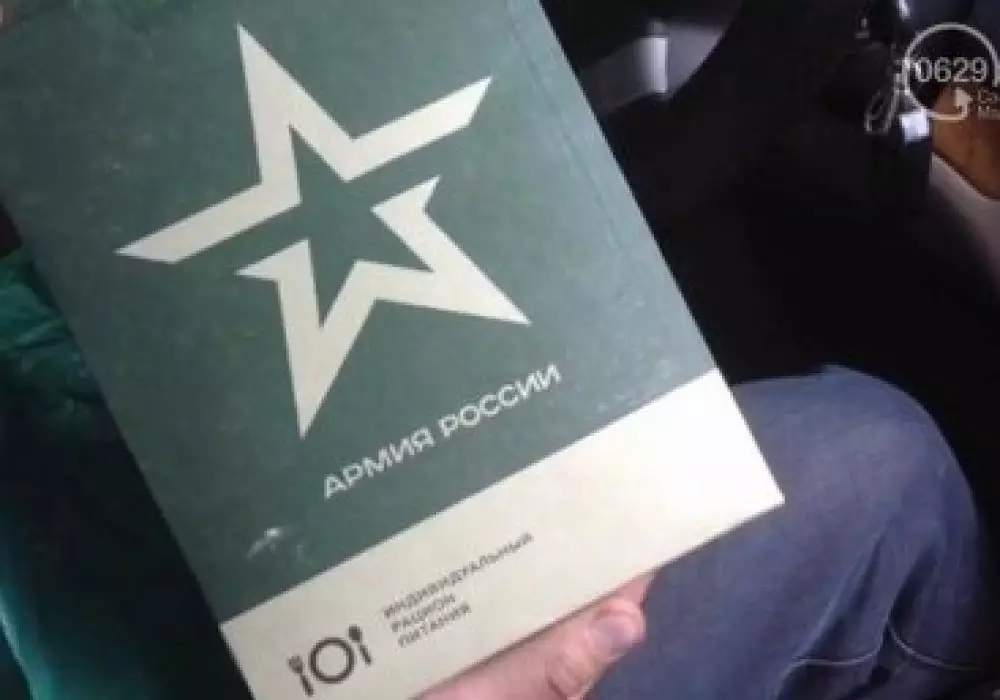 0629
АРМИЯ РОССИИ
ИНДИВИДУАЛЬНЫЙ
РАЦИОН
ПИТАНИЯ